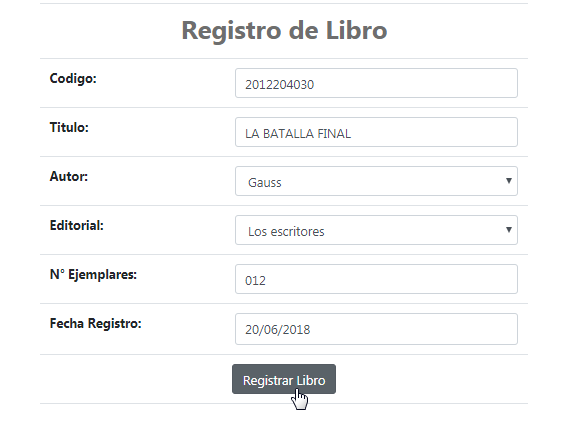 Registro de Libro
Codigo: 2012204030
Titulo: LA BATALLA FINAL
Autor: Gauss
Editorial: Los escritores
N° Ejemplares: 012
Fecha Registro: 20/06/2018
Registrar Libro